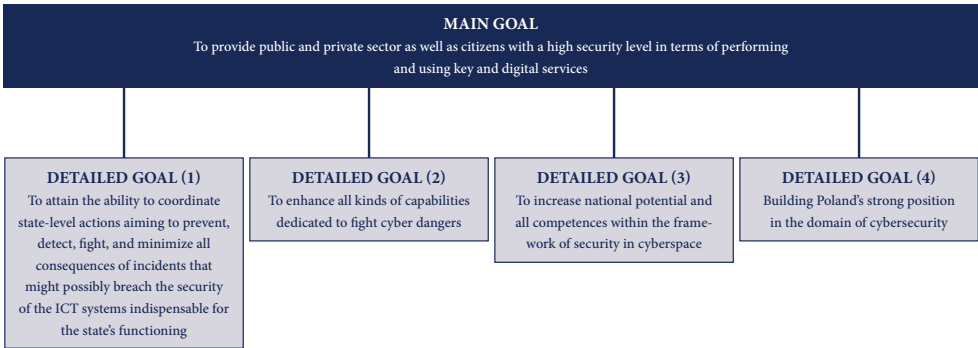 MAIN GOAL
To provide public and private sector as well as citizens with a high security level in terms of performing
and using key and digital services
DETAILED GOAL (1)
To attain the ability to coordinate
state-level actions aiming to prevent,
detect, fight, and minimize all
consequences of incidents that
might possibly breach the security
of the ICT systems indispensable for
the state's functioning
DETAILED GOAL (2)
To enhance all kinds of capabilities
dedicated to fight cyber dangers
DETAILED GOAL (3)
To increase national potential and
all competences within the frame-
work of security in cyberspace
DETAILED GOAL (4)
Building Poland's strong position
in the domain of cybersecurity